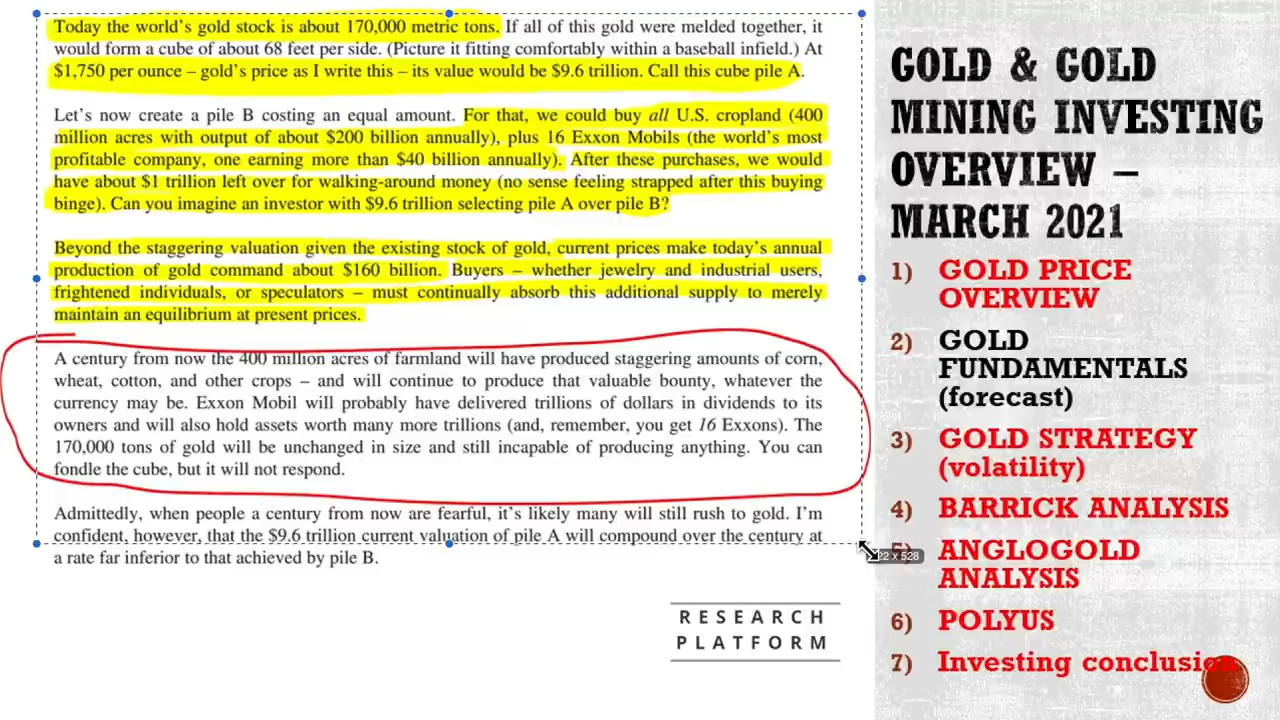 Today the world's gold stock is about 170,000 metric tons. If all of this gold were melded together, it
would form a cube of about 68 feet per side. (Picture it fitting comfortably within a baseball infield.) At
$1,750 per ounce – gold's price as I write this – its value would be $9.6 trillion. Call this cube pile A.
Let's now create a pile B costing an equal amount. For that, we could buy all U.S. cropland (400
million acres with output of about $200 billion annually), plus 16 Exxon Mobils (the world's most
profitable company, one earning more than $40 billion annually). After these purchases, we would
have about $1 trillion left over for walking-around money (no sense feeling strapped after this buying
binge). Can you imagine an investor with $9.6 trillion selecting pile A over pile B?
Beyond the staggering valuation given the existing stock of gold, current prices make today's annual
production of gold command about $160 billion. Buyers – whether jewelry and industrial users,
frightened individuals, or speculators – must continually absorb this additional supply to merely
maintain an equilibrium at present prices.
A century from now the 400 million acres of farmland will have produced staggering amounts of corn,
wheat, cotton, and other crops – and will continue to produce that valuable bounty, whatever the
currency may be. Exxon Mobil will probably have delivered trillions of dollars in dividends to its
owners and will also hold assets worth many more trillions (and, remember, you get 16 Exxons). The
170,000 tons of gold will be unchanged in size and still incapable of producing anything. You can
fondle the cube, but it will not respond.
Admittedly, when people a century from now are fearful, it's likely many will still rush to gold. I'm
confident, however, that the $9.6 trillion current valuation of pile A will compound over the century at
a rate far inferior to that achieved by pile B.
RESEARCH
PLATFORM
GOLD & GOLD
MINING INVESTING
OVERVIEW –
MARCH 2021
1) GOLD PRICE
OVERVIEW
2) GOLD
FUNDAMENTALS
(forecast)
3) GOLD STRATEGY
(volatility)
4) BARRICK ANALYSIS
ANGLOGOLD
ANALYSIS
6) POLYUS
7) Investing conclusion
x 528